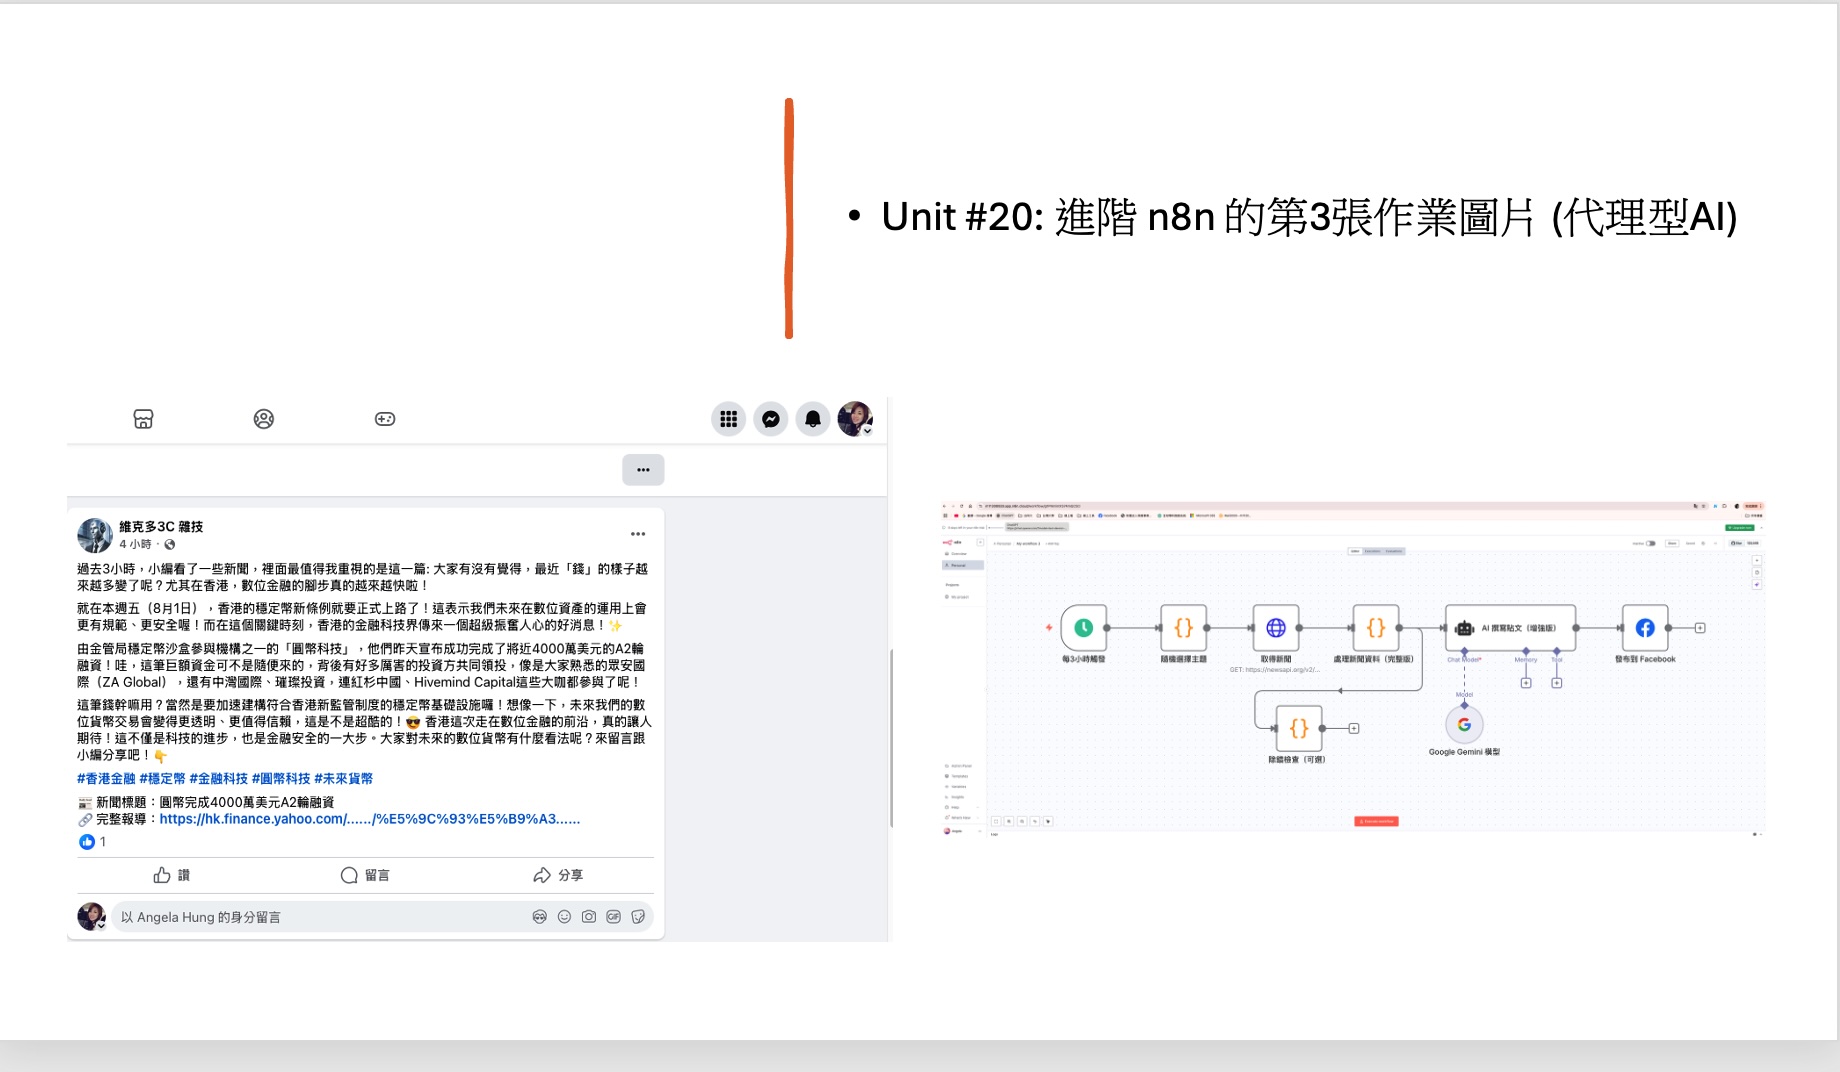 • Unit #20: 進階 n8n 的第3張作業圖片 (代理型AI)
維克多3C 雜技
4 小時 ·
過去3小時，小編看了一些新聞，裡面最值得我重視的是這一篇: 大家有沒有覺得，最近「錢」的樣子越
來越多變了呢？尤其在香港，數位金融的腳步真的越來越快啦！
就在本週五（8月1日），香港的穩定幣新條例就要正式上路了！這表示我們未來在數位資產的運用上會
更有規範、更安全喔！而在這個關鍵時刻，香港的金融科技界傳來一個超級振奮人心的好消息！✨
由金管局穩定幣沙盒參與機構之一的「圓幣科技」，他們昨天宣布成功完成了將近4000萬美元的A2輪
融資！哇，這筆巨額資金可不是隨便來的，背後有好多厲害的投資方共同領投，像是大家熟悉的眾安國
際（ZA Global），還有中灣國際、璀璨投資，連紅杉中國、Hivemind Capital這些大咖都參與了呢！
這筆錢幹嘛用？當然是要加速建構符合香港新監管制度的穩定幣基礎設施囉！想像一下，未來我們的數
位貨幣交易會變得更透明、更值得信賴，這是不是超酷的！😎 香港這次走在數位金融的前沿，真的讓人
期待！這不僅是科技的進步，也是金融安全的一大步。大家對未來的數位貨幣有什麼看法呢？來留言跟
小編分享吧！👇
#香港金融 #穩定幣 #金融科技 #圓幣科技 #未來貨幣
📰 新聞標題：圓幣完成4000萬美元A2輪融資
🔗 完整報導：https://hk.finance.yahoo.com/....../%E5%9C%93%E5%B9%A3......
1
讚 留言 分享
以 Angela Hung 的身分留言
GIF
每3小時觸發
隨機選擇主題
取得新聞
GET: https://newsapi.org/v2/...
處理新聞資料（完整版）
AI 撰寫貼文（增強版）
Chat Model*
Memory
Tool
發布到 Facebook
Model
Google Gemini 模型
除錯檢查（可選）